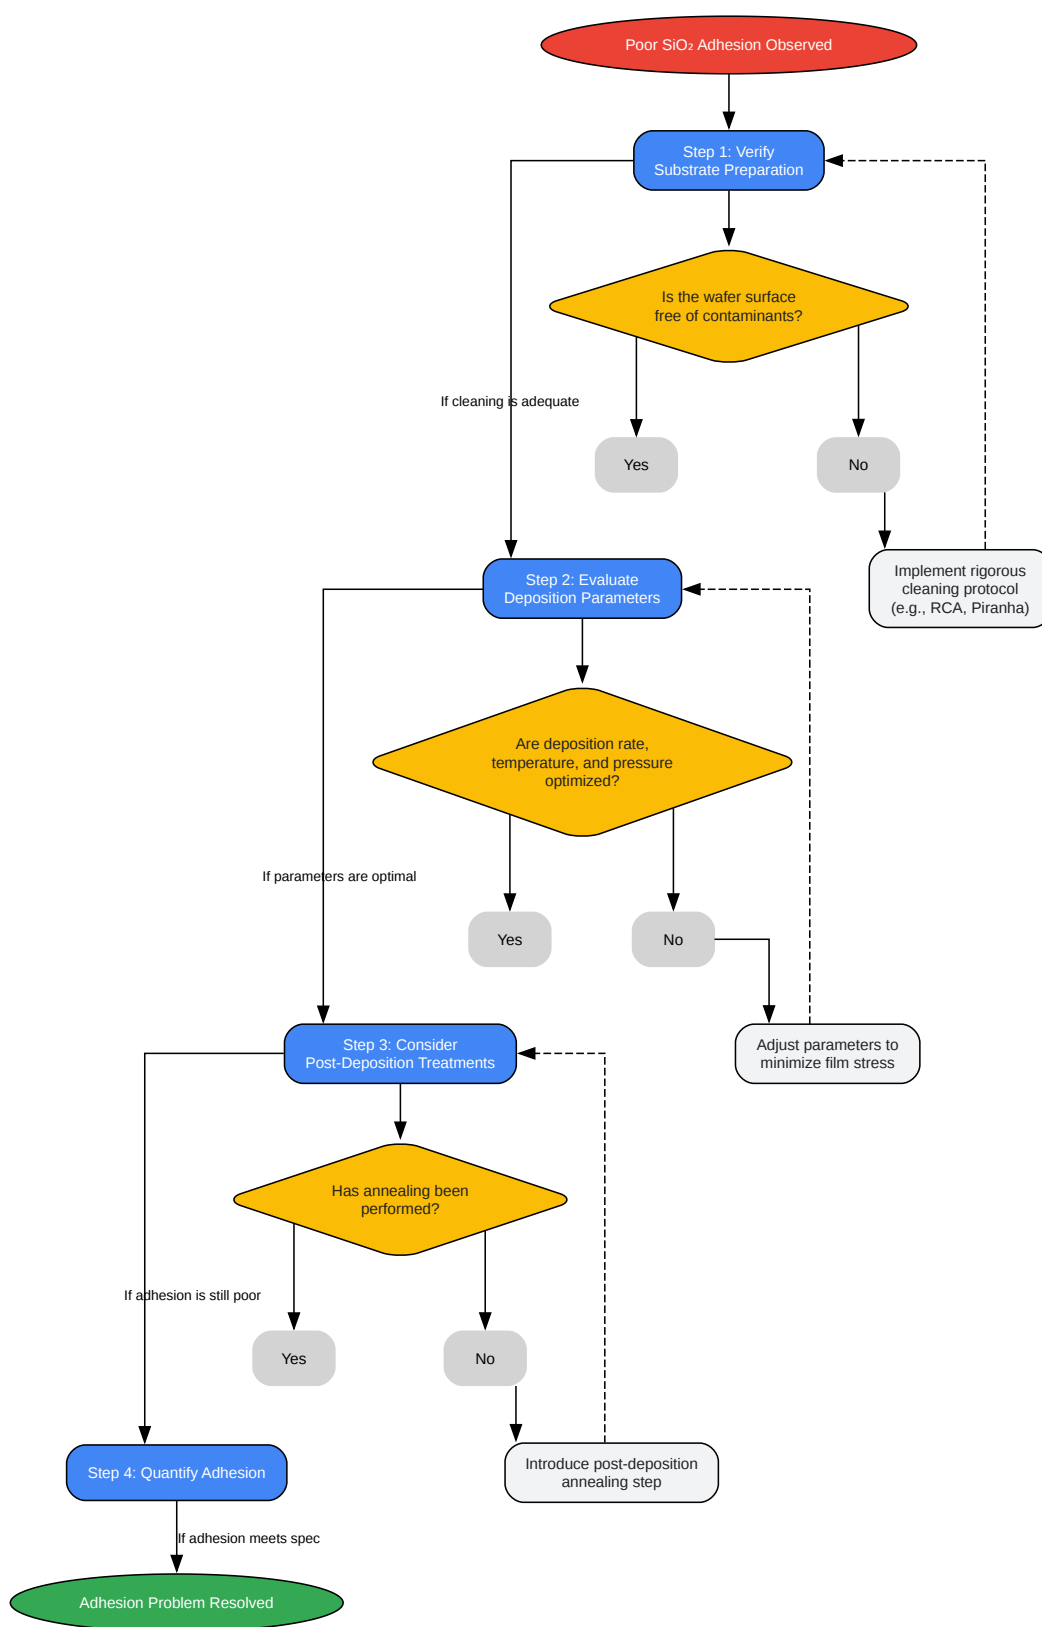 Poor SiO₂ Adhesion Observed
Step 1: Verify
Substrate Preparation
Is the wafer surface
free of contaminants?
If cleaning is adequate
Yes
No
Implement rigorous
cleaning protocol
(e.g., RCA, Piranha)
Step 2: Evaluate
Deposition Parameters
Are deposition rate,
temperature, and pressure
optimized?
If parameters are optimal
Yes
No
Adjust parameters to
minimize film stress
Step 3: Consider
Post-Deposition Treatments
Has annealing been
performed?
If adhesion is still poor
Yes
No
Introduce post-deposition
annealing step
Step 4: Quantify Adhesion
If adhesion meets spec
Adhesion Problem Resolved